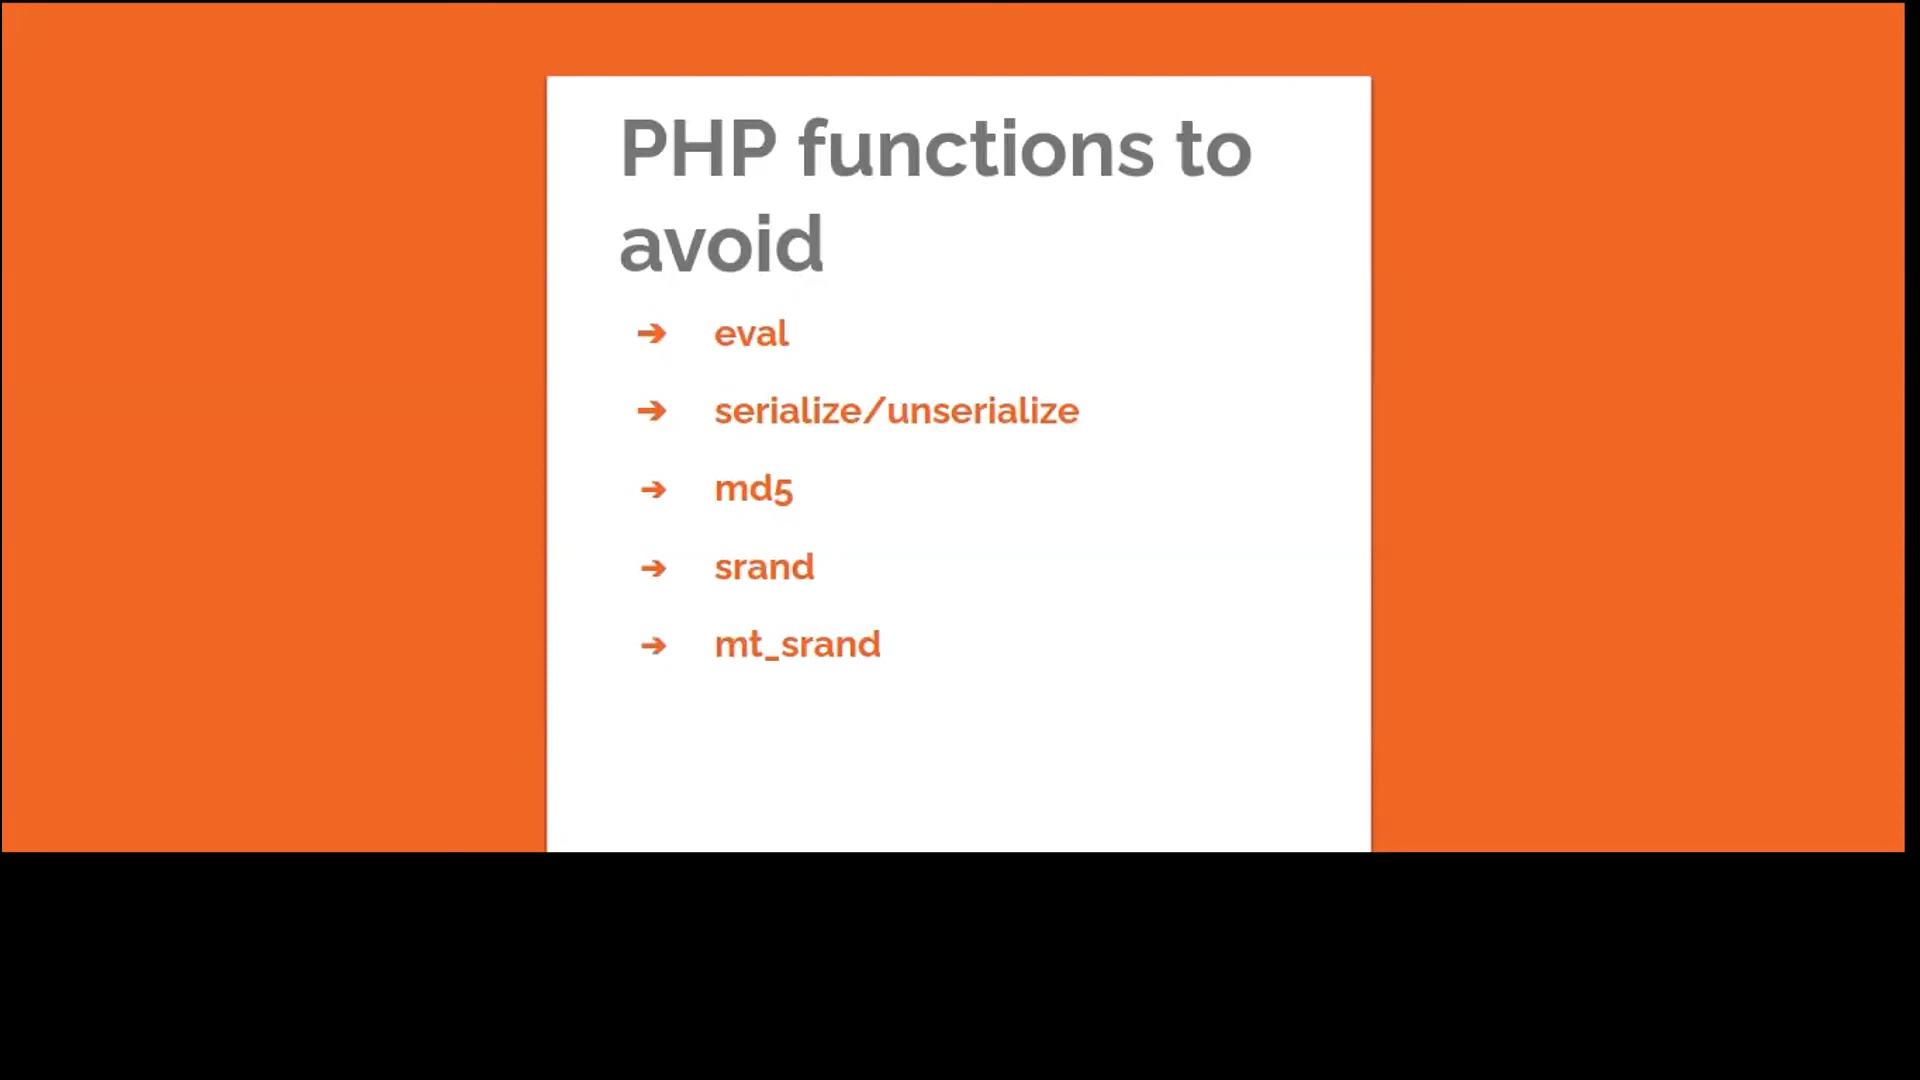 PHP functions to
avoid
➔ eval
➔ serialize/unserialize
➔ md5
➔ srand
➔ mt_srand